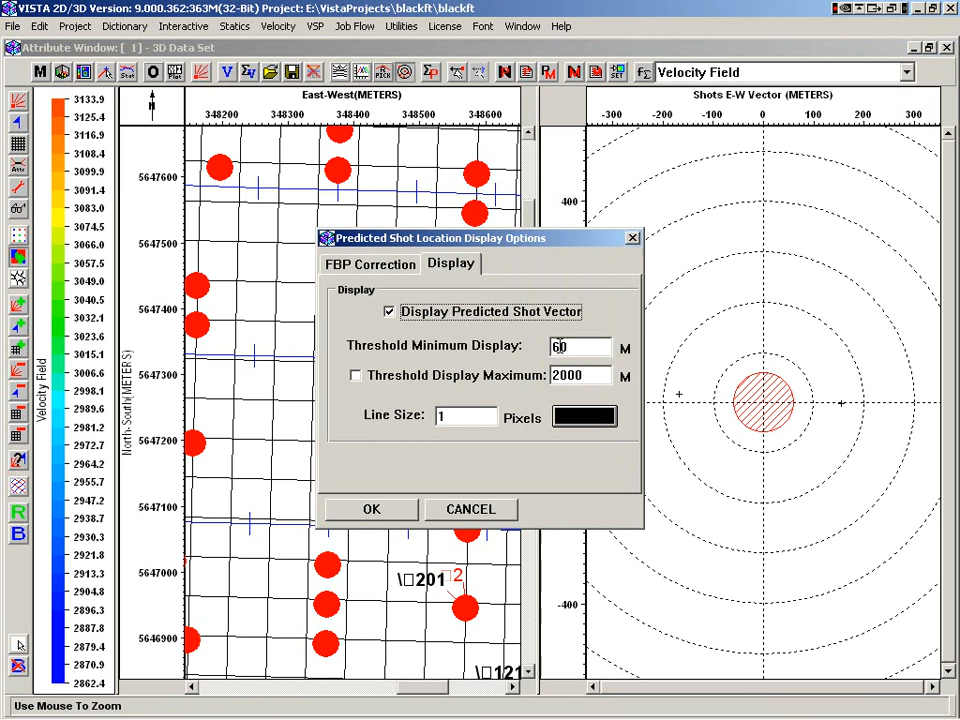 VISTA 2D/3D Version: 9.000.362:363M(32-Bit) Project: E:\VistaProjects\blackft\blackft
File Edit Project Dictionary Interactive Statics Velocity VSP Job Flow Utilities License Font Window Help
Attribute Window: [ 1] - 3D Data Set
Velocity Field
East-West(METERS)
348200 348300 348400 348500 348600
Shots E-W Vector (METERS)
-300 -200 -100 0 100 200 300
3133.9
3125.4
3116.9
3108.4
3099.9
3091.4
3083.0
3074.5
3066.0
3057.5
3049.0
3040.5
3032.1
3023.6
3015.1
3006.6
2998.1
2989.6
2981.2
2972.7
2964.2
2955.7
2947.2
2938.7
2930.3
2921.8
2913.3
2904.8
2896.3
2887.8
2879.4
2870.9
2862.4
Velocity Field
North-South(METERS)
5647600
5647500
5647400
5647300
5647200
5647100
5647000
5646900
400
-400
Predicted Shot Location Display Options
FBP Correction Display
Display
Display Predicted Shot Vector
Threshold Minimum Display: 60 M
Threshold Display Maximum: 2000 M
Line Size: 1 Pixels
OK CANCEL
\□201 □2
\□121
Use Mouse To Zoom